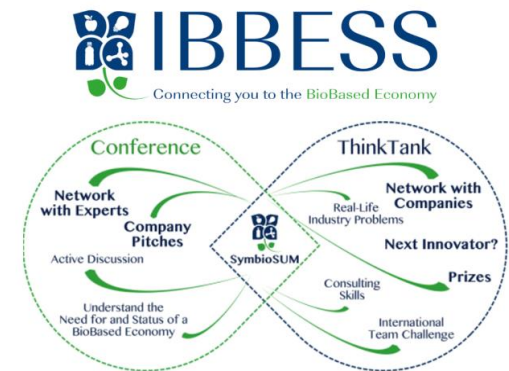 IBBESS
Connecting you to the BioBased Economy
Conference
Network
with Experts
Company
Pitches
Active Discussion
Understand the
Need for and Status of a
BioBased Economy
SymbioSUM
ThinkTank
Network with
Companies
Real-Life
Industry Problems
Next Innovator?
Prizes
Consulting
Skills
International
Team Challenge